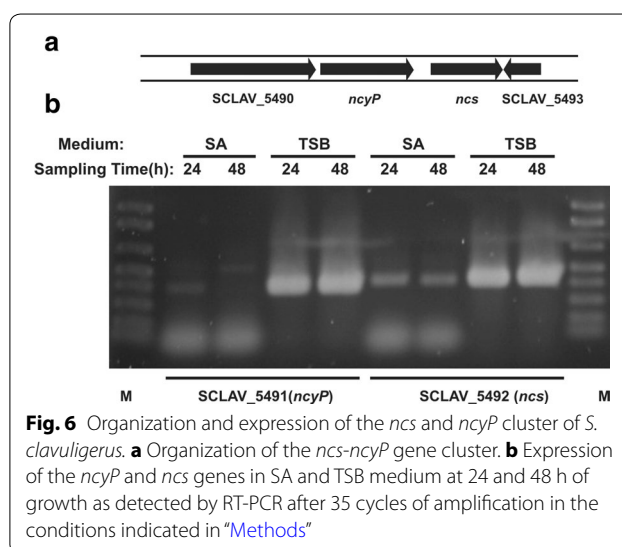 a
SCLAV_5490 ncyP ncs SCLAV_5493
b
Medium: SA TSB SA TSB
Sampling Time(h): 24 48 24 48 24 48 24 48
M SCLAV_5491(ncyP) SCLAV_5492 (ncs) M
Fig. 6 Organization and expression of the ncs and ncyP cluster of S.
clavuligerus. a Organization of the ncs-ncyP gene cluster. b Expression
of the ncyP and ncs genes in SA and TSB medium at 24 and 48 h of
growth as detected by RT-PCR after 35 cycles of amplification in the
conditions indicated in “Methods”